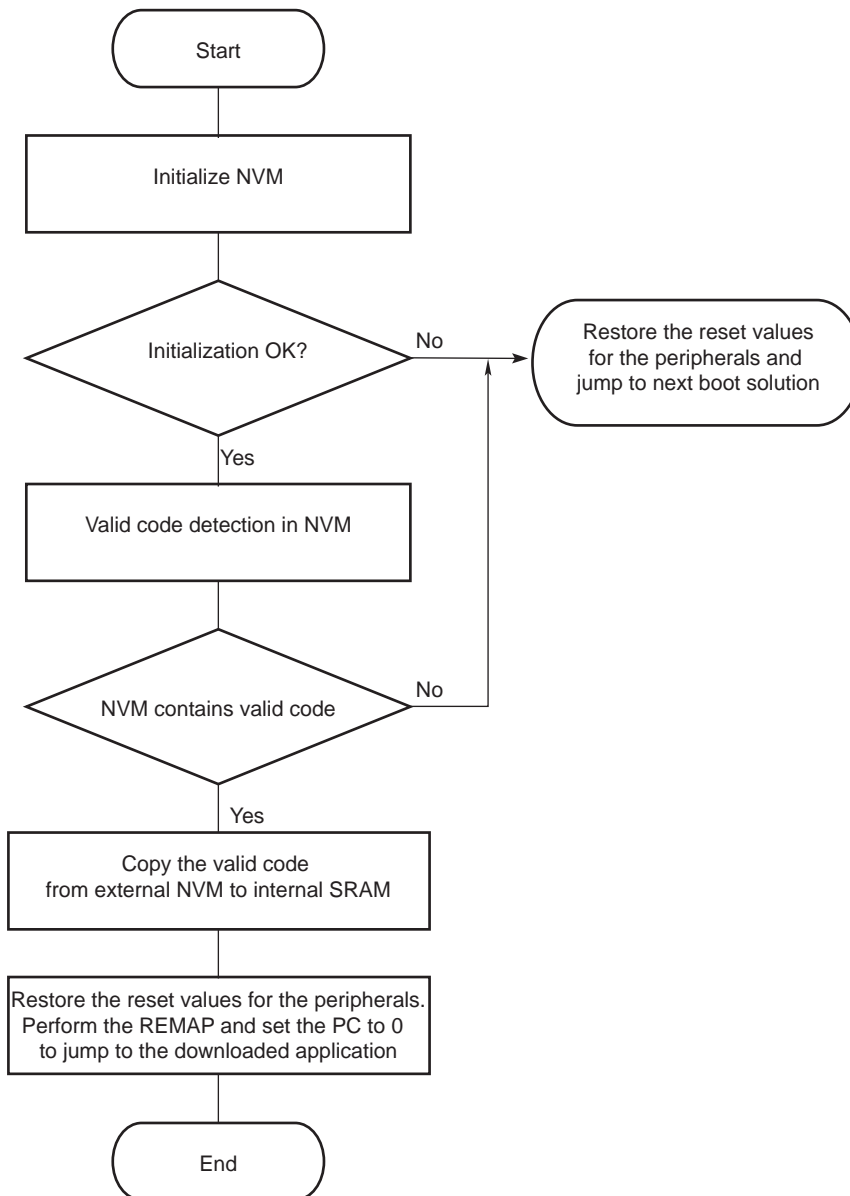 Start
Initialize NVM
Initialization OK?
No
Restore the reset values
for the peripherals and
jump to next boot solution
Yes
Valid code detection in NVM
NVM contains valid code
No
Yes
Copy the valid code
from external NVM to internal SRAM
Restore the reset values for the peripherals.
Perform the REMAP and set the PC to 0
to jump to the downloaded application
End